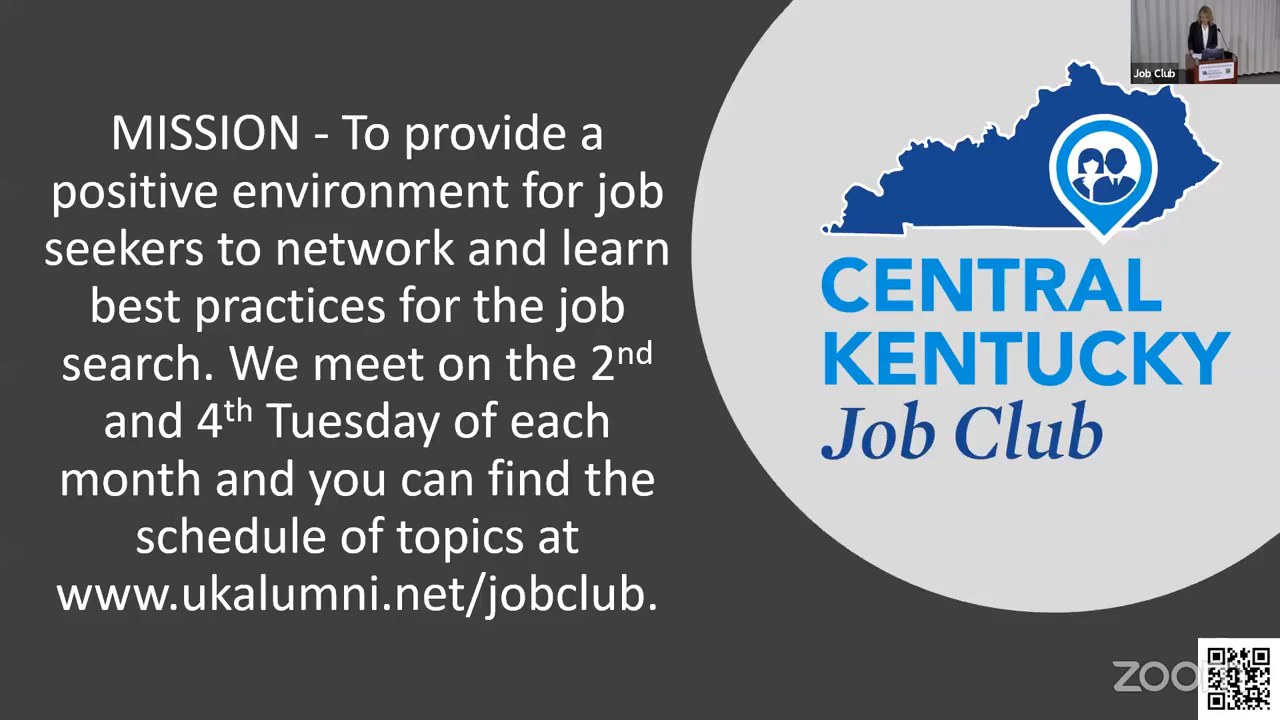 MISSION - To provide a
positive environment for job
seekers to network and learn
best practices for the job
search. We meet on the 2nd
and 4th Tuesday of each
month and you can find the
schedule of topics at
www.ukalumni.net/jobclub.
Job Club
CENTRAL
KENTUCKY
Job Club
zoom